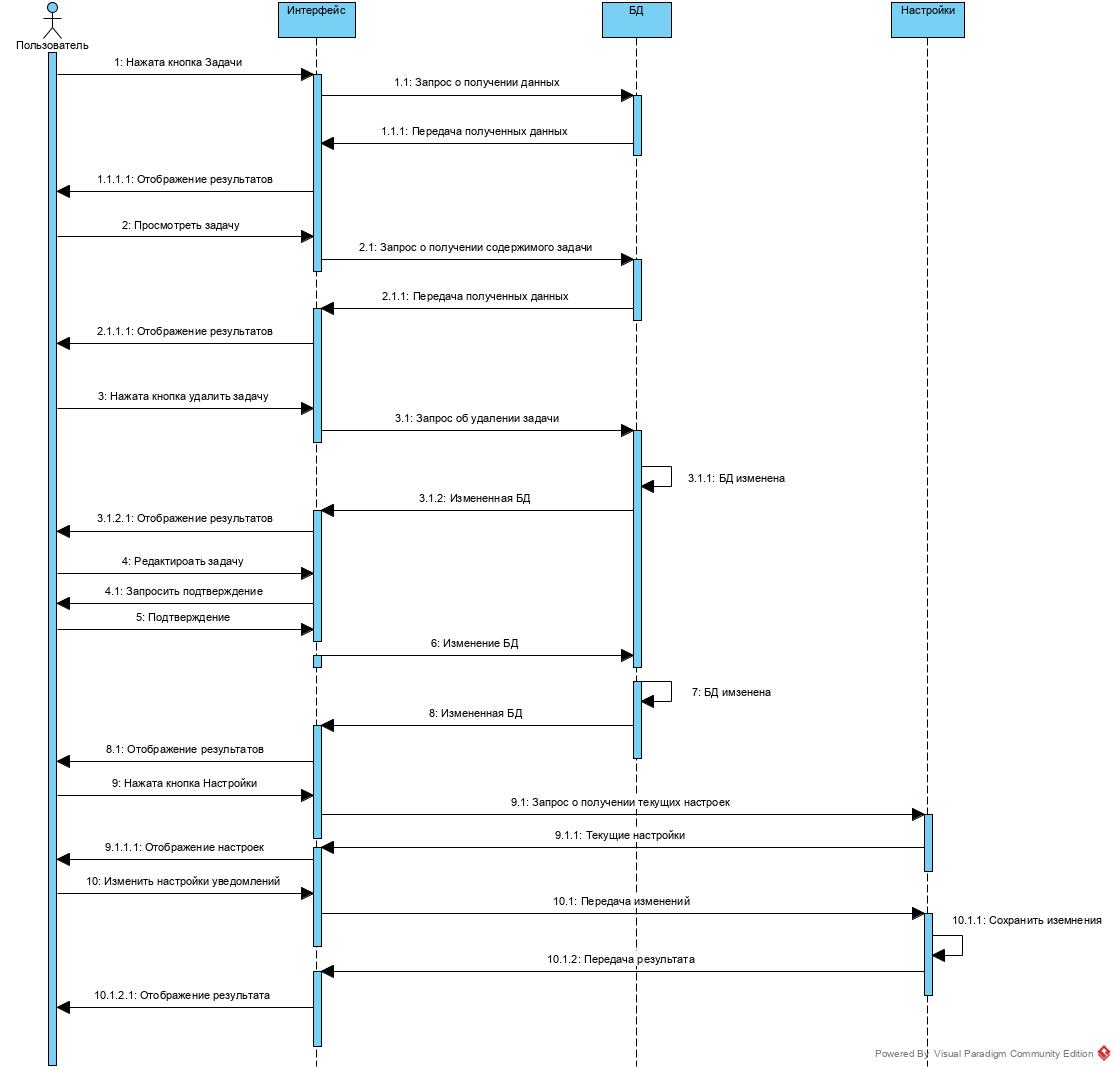 Интерфейс
БД
Настройки
Пользователь
1: Нажата кнопка Задачи
1.1: Запрос о получении данных
1.1.1: Передача полученных данных
1.1.1.1: Отображение результатов
2: Просмотреть задачу
2.1: Запрос о получении содержимого задачи
2.1.1: Передача полученных данных
2.1.1.1: Отображение результатов
3: Нажата кнопка удалить задачу
3.1: Запрос об удалении задачи
3.1.1: БД изменена
3.1.2: Измененная БД
3.1.2.1: Отображение результатов
4: Редактироать задачу
4.1: Запросить подтверждение
5: Подтверждение
6: Изменение БД
7: БД имзенена
8: Измененная БД
8.1: Отображение результатов
9: Нажата кнопка Настройки
9.1: Запрос о получении текущих настроек
9.1.1: Текущие настройки
9.1.1.1: Отображение настроек
10: Изменить настройки уведомлений
10.1: Передача изменений
10.1.1: Сохранить иземнения
10.1.2: Передача результата
10.1.2.1: Отображение результата
Powered By Visual Paradigm Community Edition